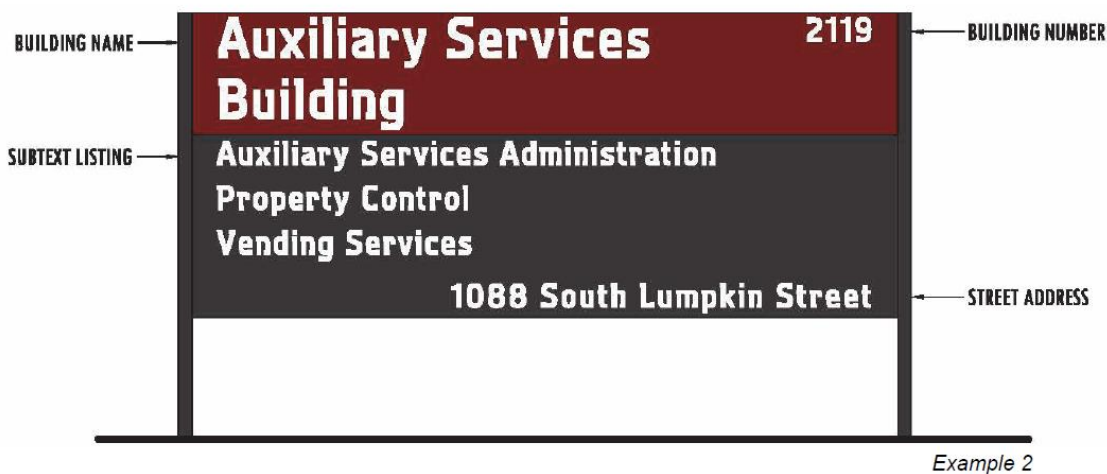 BUILDING NAME
Auxiliary Services
Building
2119
BUILDING NUMBER
SUBTEXT LISTING
Auxiliary Services Administration
Property Control
Vending Services
1088 South Lumpkin Street
STREET ADDRESS
Example 2